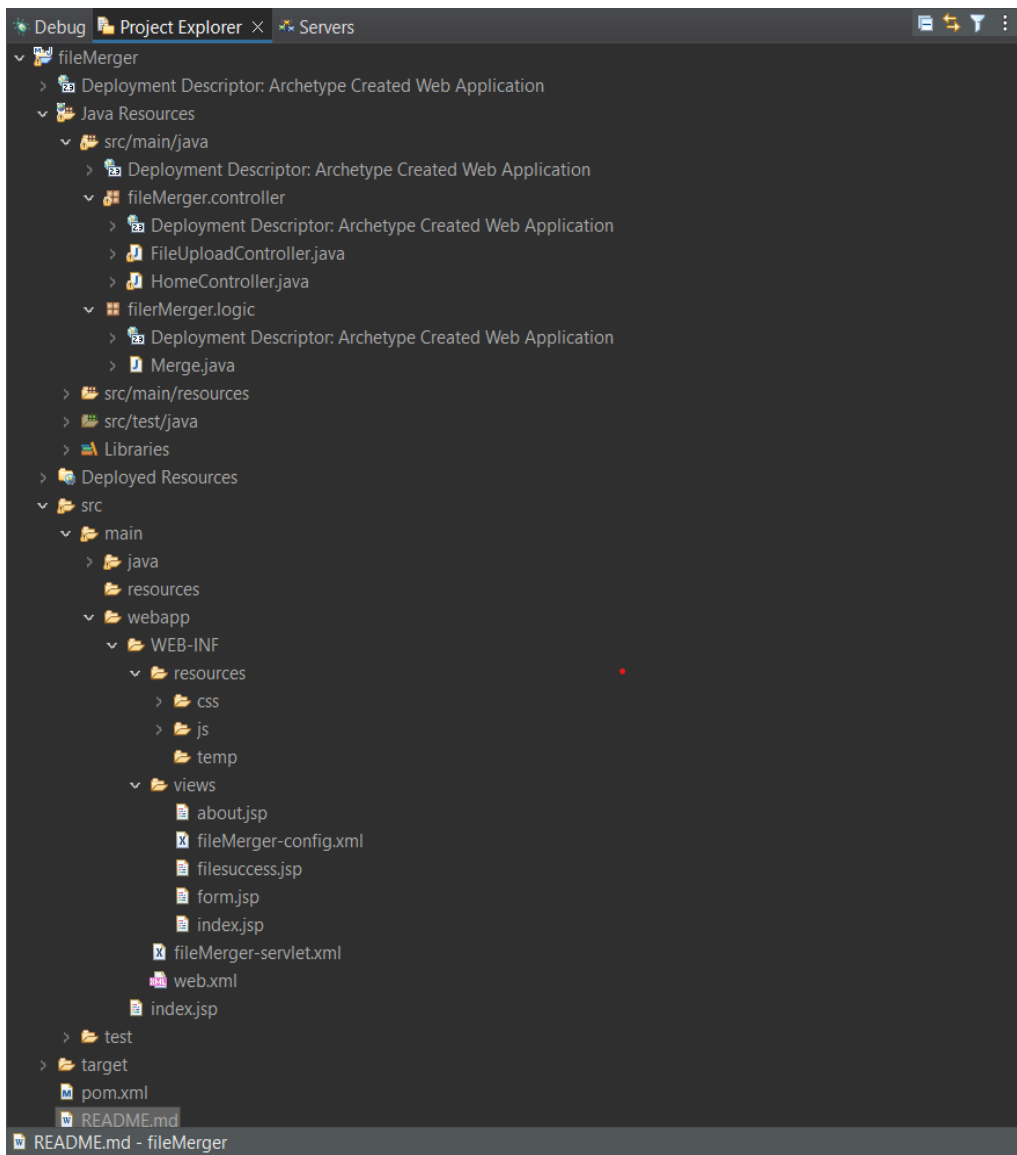 Debug Project Explorer Servers
fileMerger
Deployment Descriptor: Archetype Created Web Application
Java Resources
src/main/java
Deployment Descriptor: Archetype Created Web Application
fileMerger.controller
Deployment Descriptor: Archetype Created Web Application
FileUploadController.java
HomeController.java
filerMerger.logic
Deployment Descriptor: Archetype Created Web Application
Merge.java
src/main/resources
src/test/java
Libraries
Deployed Resources
src
main
java
resources
webapp
WEB-INF
resources
css
js
temp
views
about.jsp
fileMerger-config.xml
filesuccess.jsp
form.jsp
index.jsp
fileMerger-servlet.xml
web.xml
index.jsp
test
target
pom.xml
README.md
README.md - fileMerger